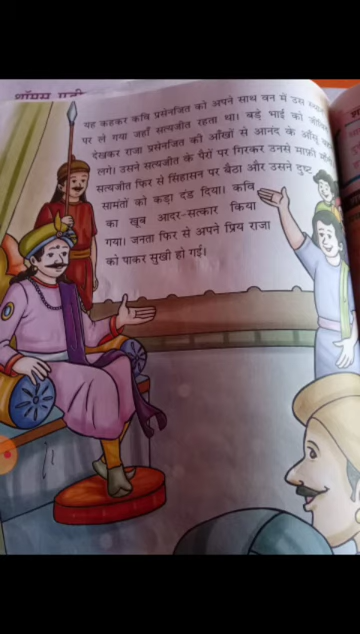 यह कहकर कवि प्रसेनजित को अपने साथ वन में उस स्थान
पर ले गया जहाँ सत्यजीत रहता था। बड़े भाई को जीवित
देखकर राजा प्रसेनजित की आँखों से आनंद के आँसू बहने
लगे। उसने सत्यजीत के पैरों पर गिरकर उनसे माफ़ी माँगी
सत्यजीत फिर से सिंहासन पर बैठा और उसने दुष्ट
सामंतों को कड़ा दंड दिया। कवि
का खूब आदर-सत्कार किया
गया। जनता फिर से अपने प्रिय राजा
को पाकर सुखी हो गई।